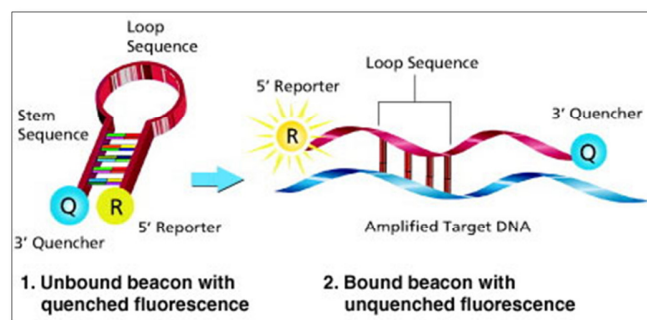 Loop
Sequence
Stem
Sequence
Q
R
3' Quencher
5' Reporter
1. Unbound beacon with
quenched fluorescence
5' Reporter
Loop Sequence
3' Quencher
R
Q
Amplified Target DNA
2. Bound beacon with
unquenched fluorescence